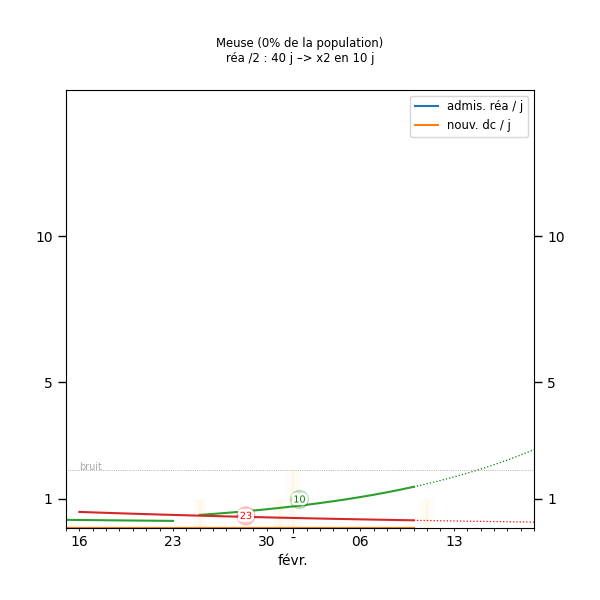 Meuse (0% de la population)
réa /2 : 40 j –> x2 en 10 j
admis. réa / j
nouv. dc / j
10 10
5 5
bruit
1 1
10
23
16 23 30 - 06 13
févr.